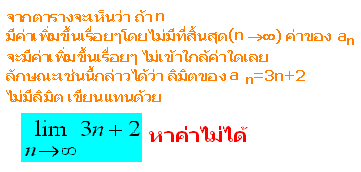 จากตารางจะเห็นว่า ถ้า n
มีค่าเพิ่มขึ้นเรื่อยๆโดยไม่มีที่สิ้นสุด(n →∞) ค่าของ an
จะมีค่าเพิ่มขึ้นเรื่อยๆ ไม่เข้าใกล้ค่าใดเลย
ลักษณะเช่นนี้กล่าวได้ว่า ลิมิตของ a n=3n+2
ไม่มีลิมิต เขียนแทนด้วย
lim 3n + 2 หาค่าไม่ได้
n→∞